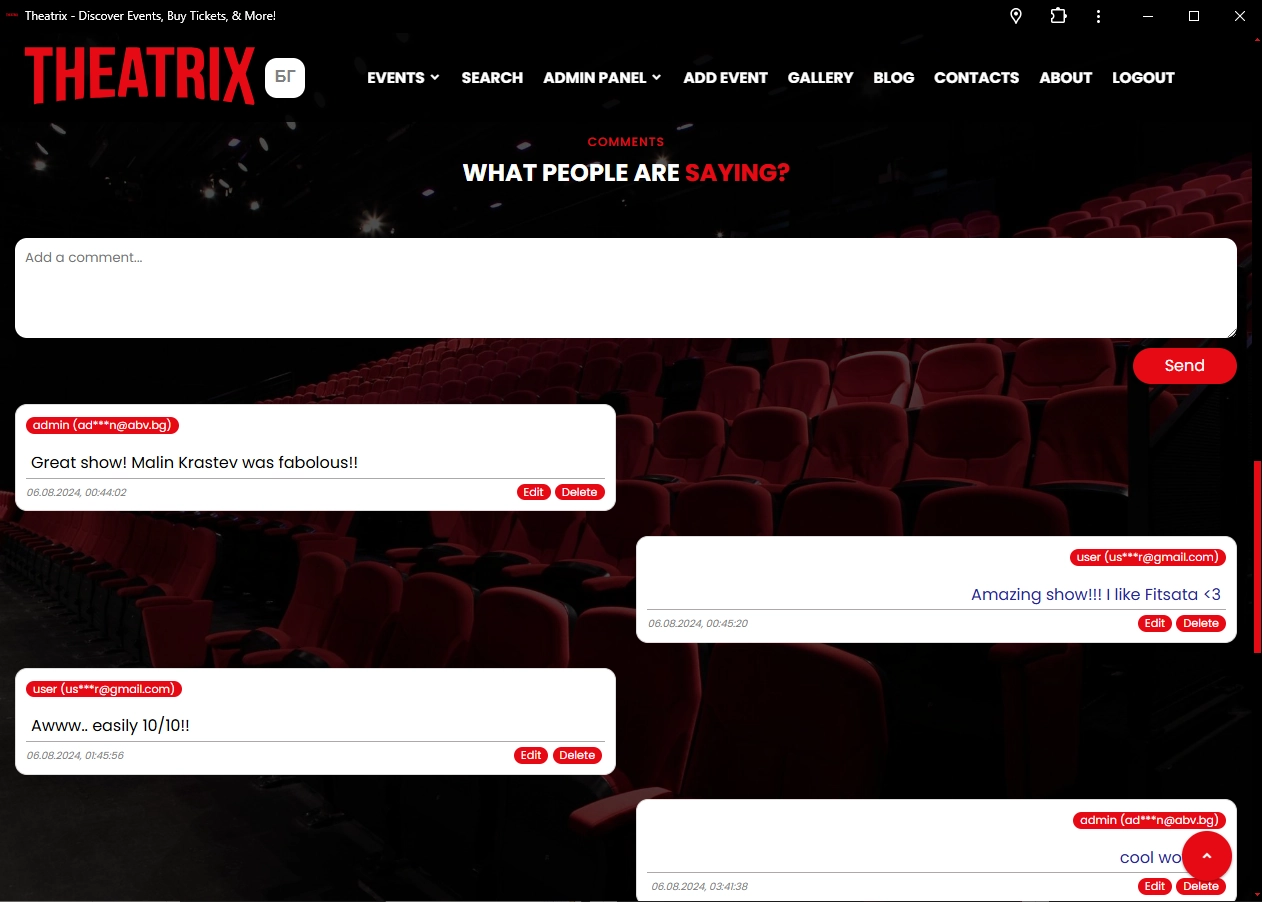 Theatrix - Discover Events, Buy Tickets, & More!
THEATRIX БГ EVENTS SEARCH ADMIN PANEL ADD EVENT GALLERY BLOG CONTACTS ABOUT LOGOUT
COMMENTS
WHAT PEOPLE ARE SAYING?
Add a comment...
Send
admin (ad***n@abv.bg)
Great show! Malin Krastev was fabolous!!
06.08.2024, 00:44:02 Edit Delete
user (us***r@gmail.com)
Amazing show!!! I like Fitsata <3
06.08.2024, 00:45:20 Edit Delete
user (us***r@gmail.com)
Awww.. easily 10/10!!
06.08.2024, 01:45:56 Edit Delete
admin (ad***n@abv.bg)
cool wo
06.08.2024, 03:41:38 Edit Delete